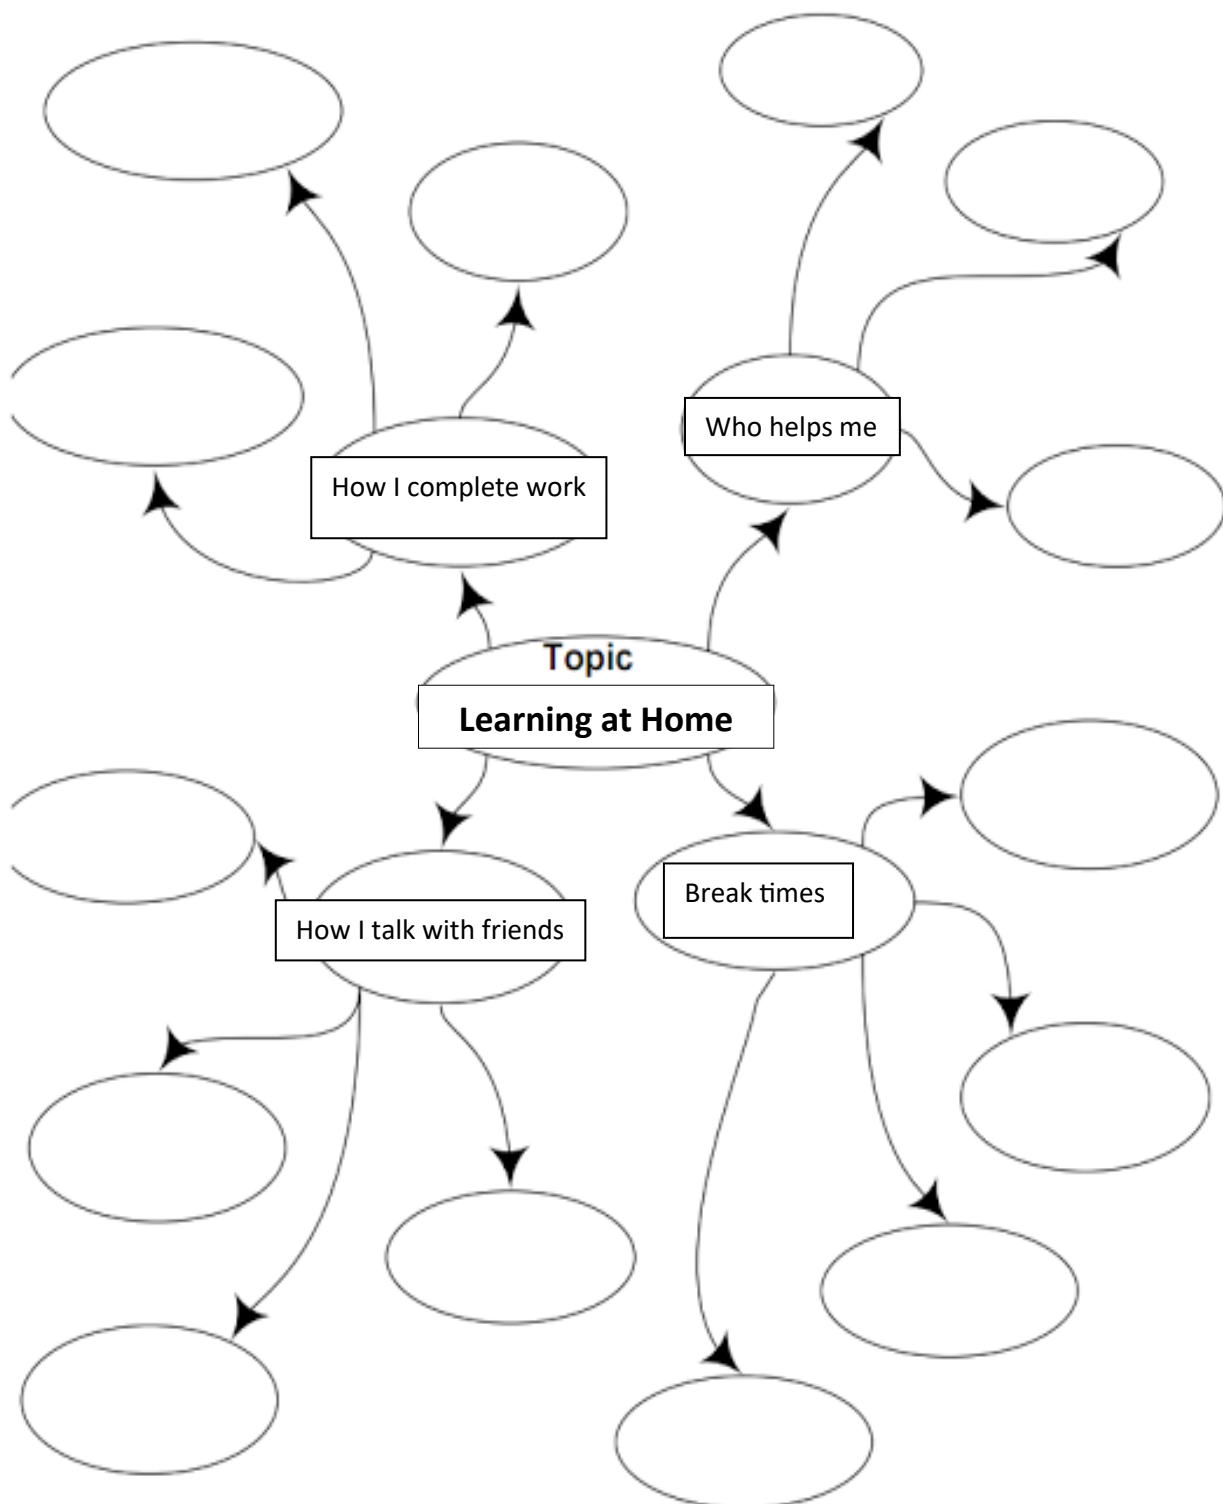 Who helps me
How I complete work
Topic
Learning at Home
Break times
How I talk with friends